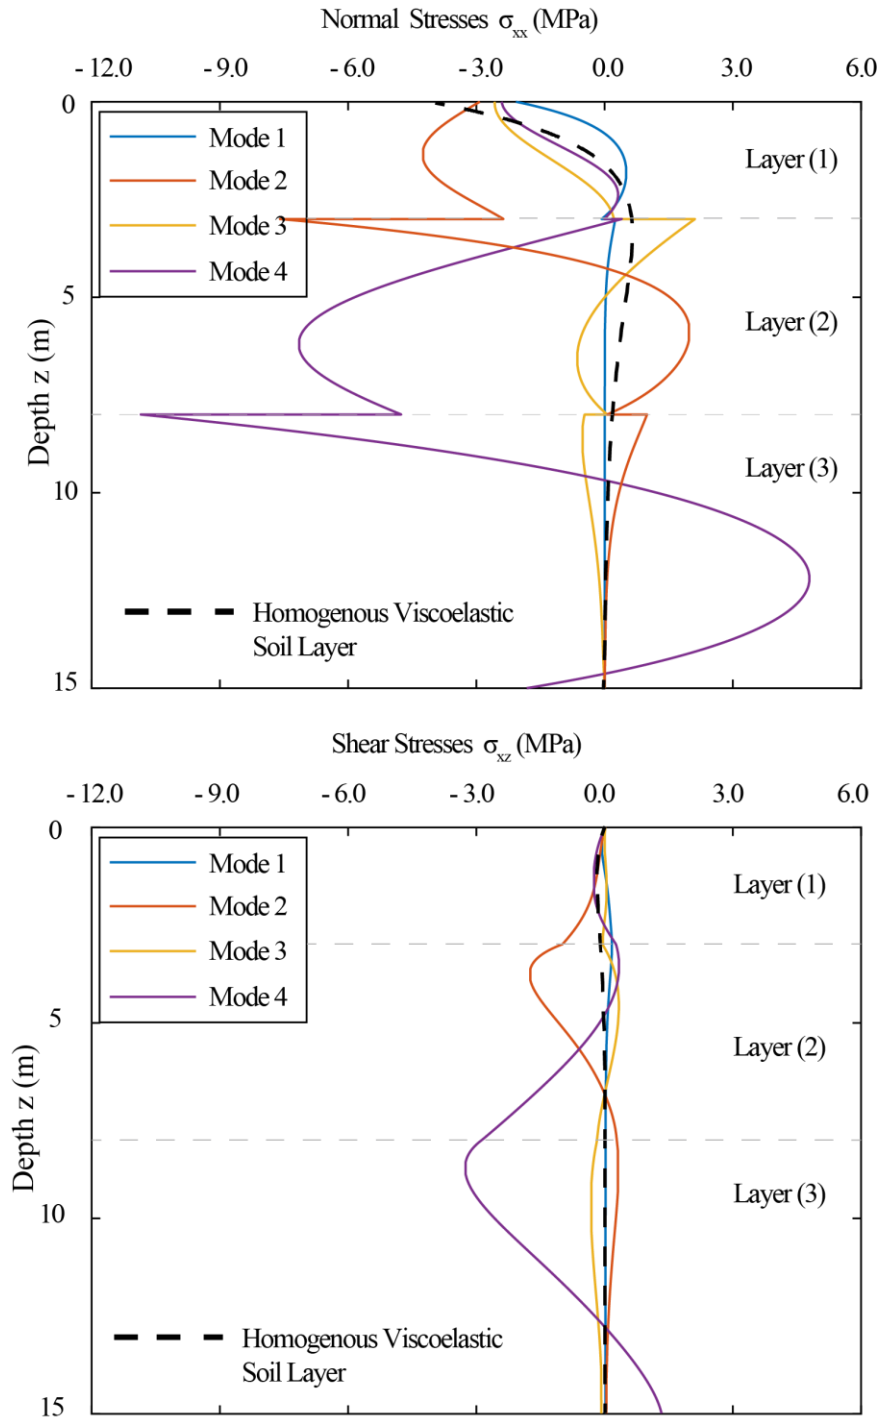 Normal Stresses σxx (MPa)
-12.0 -9.0 -6.0 -3.0 0.0 3.0 6.0
0
Mode 1
Mode 2
Mode 3
Mode 4
Layer (1)
5
Layer (2)
Depth z (m)
Layer (3)
10
Homogenous Viscoelastic
Soil Layer
15
Shear Stresses σxz (MPa)
-12.0 -9.0 -6.0 -3.0 0.0 3.0 6.0
0
Mode 1
Mode 2
Mode 3
Mode 4
Layer (1)
5
Layer (2)
Depth z (m)
Layer (3)
10
Homogenous Viscoelastic
Soil Layer
15